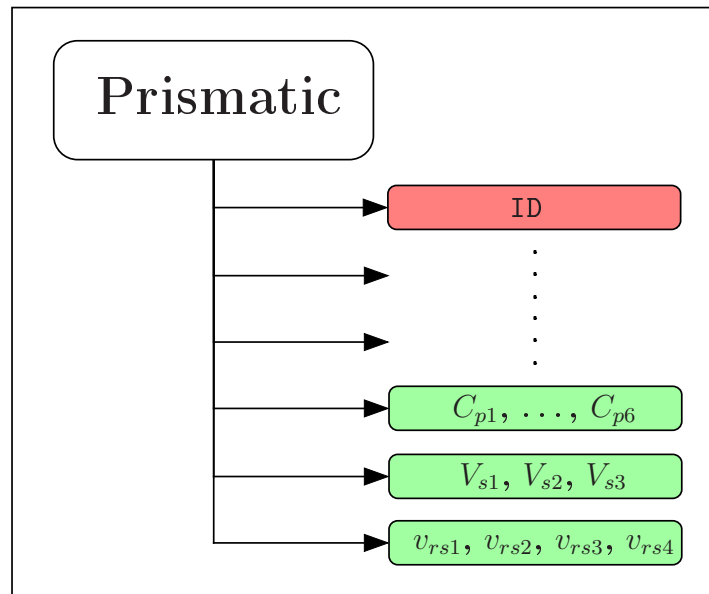 Prismatic
ID
C_{p1}, ..., C_{p6}
V_{s1}, V_{s2}, V_{s3}
v_{rs1}, v_{rs2}, v_{rs3}, v_{rs4}